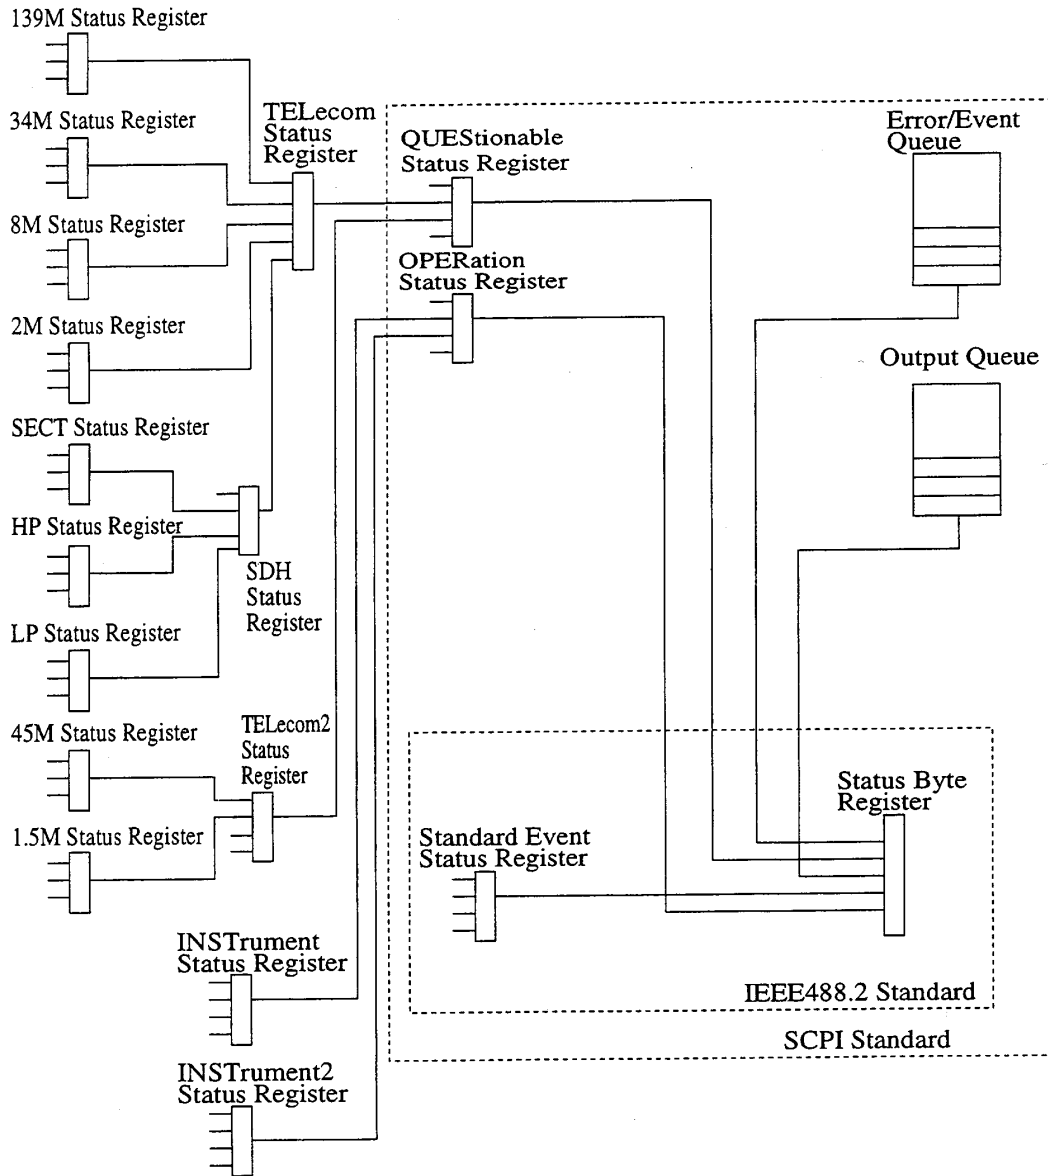 139M Status Register
34M Status Register
8M Status Register
2M Status Register
SECT Status Register
HP Status Register
LP Status Register
45M Status Register
1.5M Status Register
TELecom
Status
Register
SDH
Status
Register
TELecom2
Status
Register
INSTrument
Status Register
INSTrument2
Status Register
QUEStionable
Status Register
OPERation
Status Register
Error/Event
Queue
Output Queue
Status Byte
Register
Standard Event
Status Register
IEEE488.2 Standard
SCPI Standard